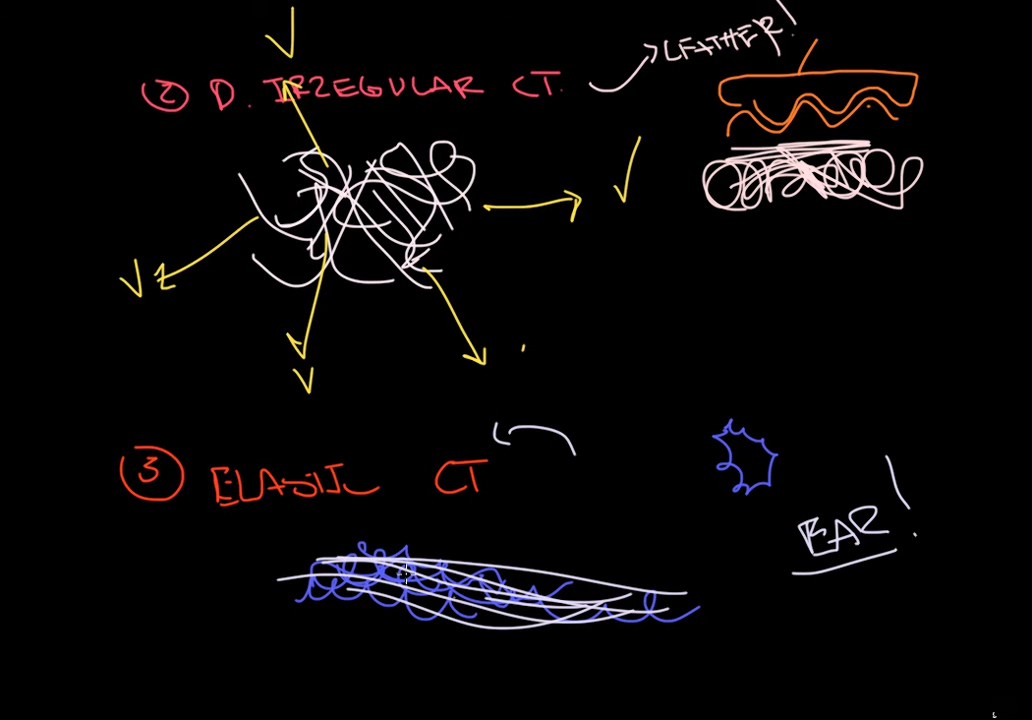 LEATHER!
② D. IRREGULAR CT.
③ ELASTIC CT
EAR!